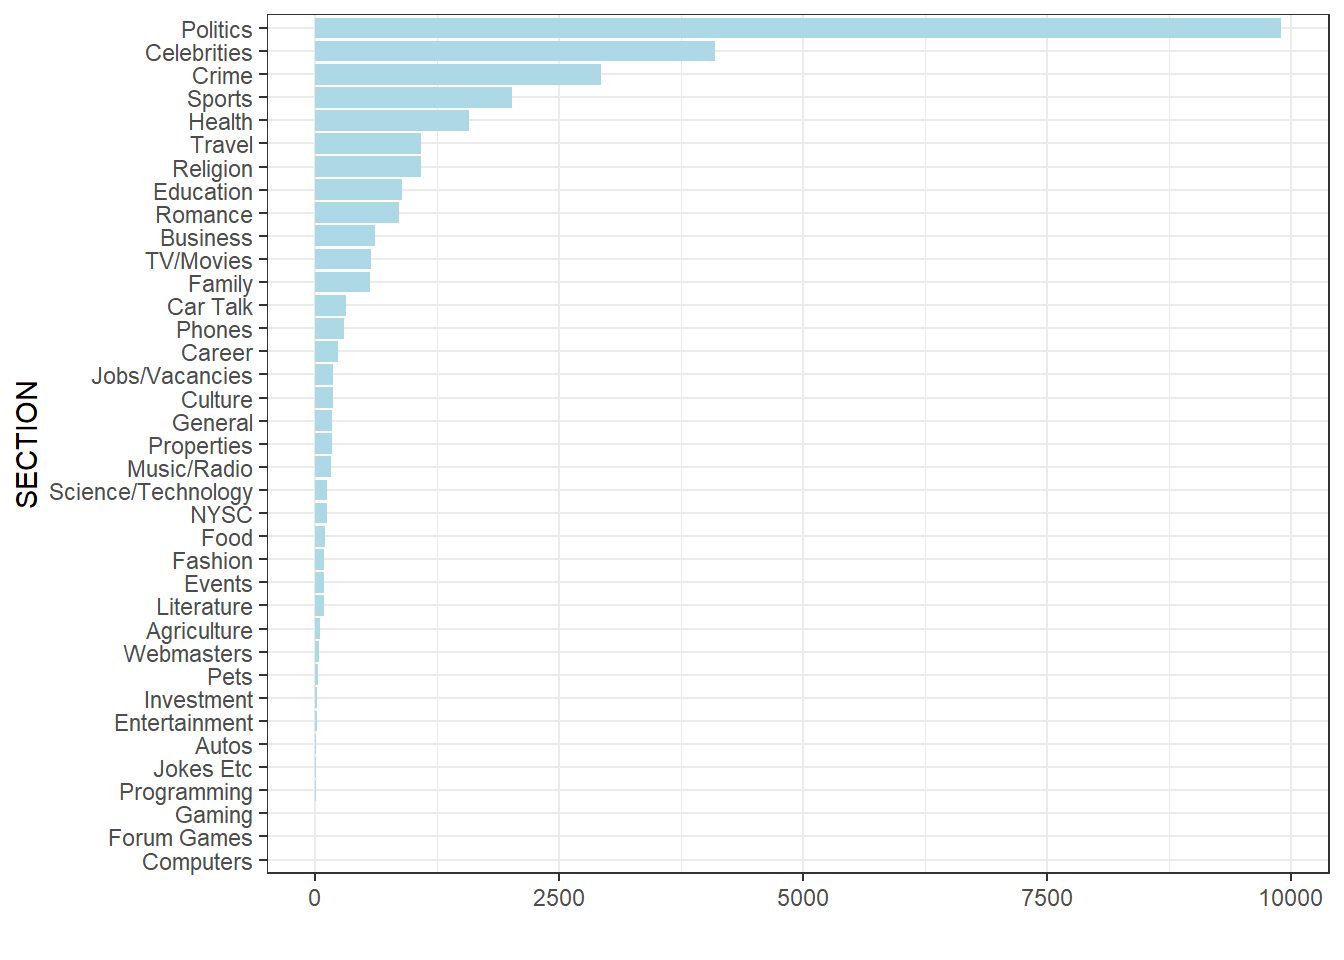 Politics
Celebrities
Crime
Sports
Health
Travel
Religion
Education
Romance
Business
TV/Movies
Family
Car Talk
Phones
Career
Jobs/Vacancies
Culture
General
Properties
Music/Radio
Science/Technology
NYSC
Food
Fashion
Events
Literature
Agriculture
Webmasters
Pets
Investment
Entertainment
Autos
Jokes Etc
Programming
Gaming
Forum Games
Computers
SECTION
0 2500 5000 7500 10000